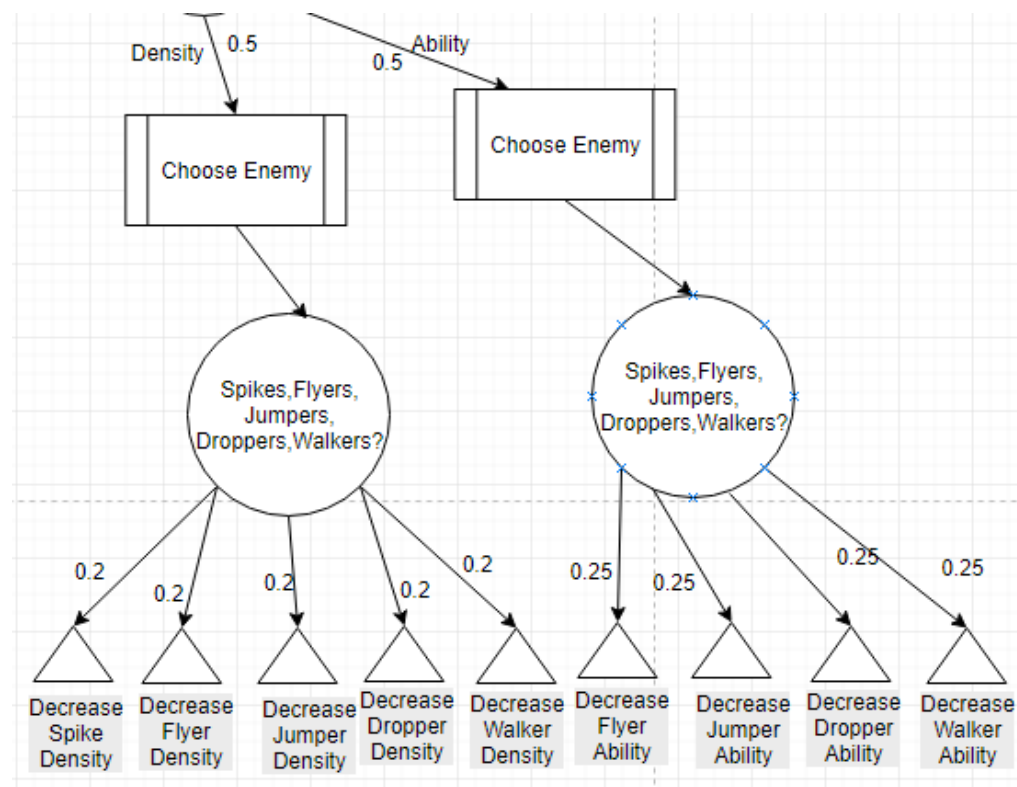 Density
0.5
Ability
0.5
Choose Enemy
Choose Enemy
Spikes,Flyers,
Jumpers,
Droppers,Walkers?
Spikes,Flyers,
Jumpers,
Droppers,Walkers?
0.2
0.2
0.2
0.2
0.2
0.25
0.25
0.25
0.25
Decrease
Spike
Density
Decrease
Flyer
Density
Decrease
Jumper
Density
Decrease
Dropper
Density
Decrease
Walker
Density
Decrease
Flyer
Ability
Decrease
Jumper
Ability
Decrease
Dropper
Ability
Decrease
Walker
Ability